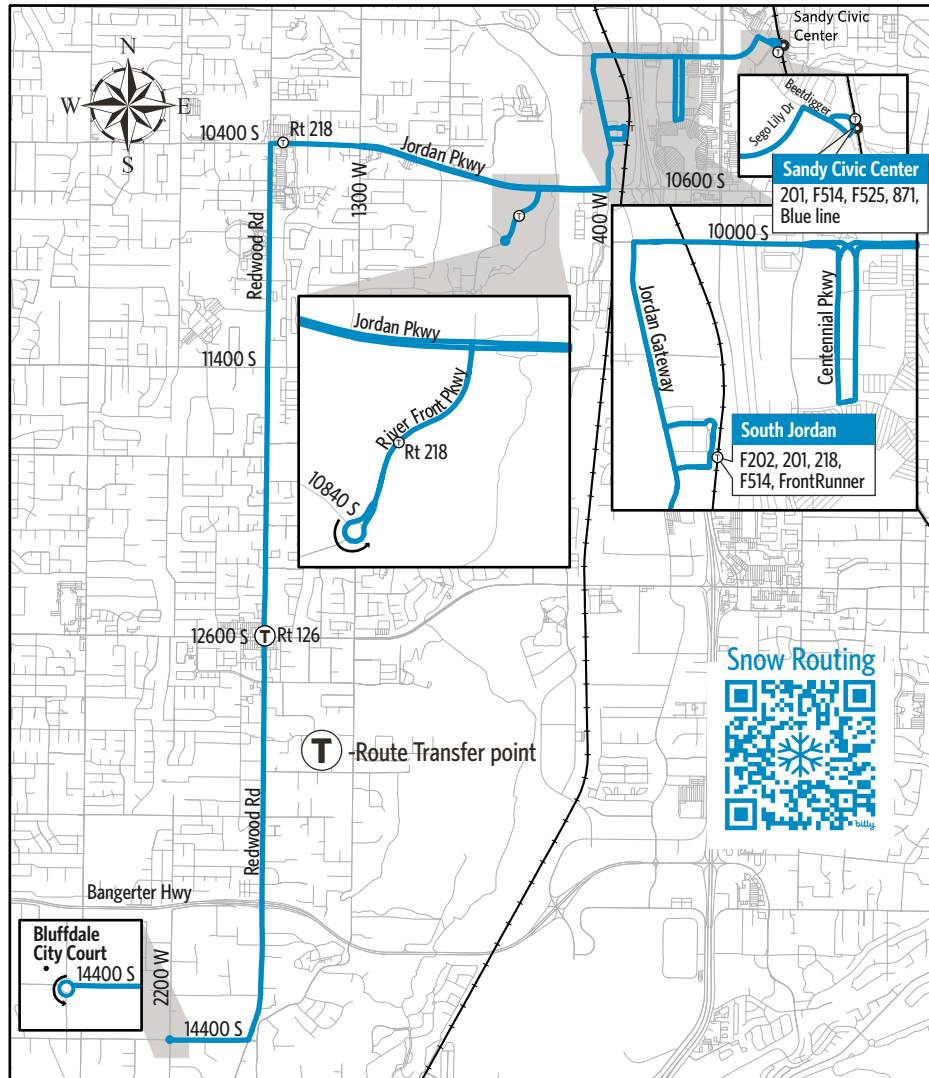 Sandy Civic
Center
N
W
E
S
10400 S
Rt 218
Jordan Pkwy
1300 W
Redwood Rd
400 W
10600 S
Beetdigger
Sego Lily Dr
T
Sandy Civic Center
201, F514, F525, 871,
Blue line
T
T
T
T
11400 S
Jordan Pkwy
River Front Pkwy
T
Rt 218
10840 S
10000 S
Jordan Gateway
Centennial Pkwy
South Jordan
F202, 201, 218,
F514, FrontRunner
T
12600 S
T
Rt 126
Snow Routing
bitly
T
-Route Transfer point
Redwood Rd
Bangerter Hwy
Bluffdale
City Court
14400 S
2200 W
14400 S